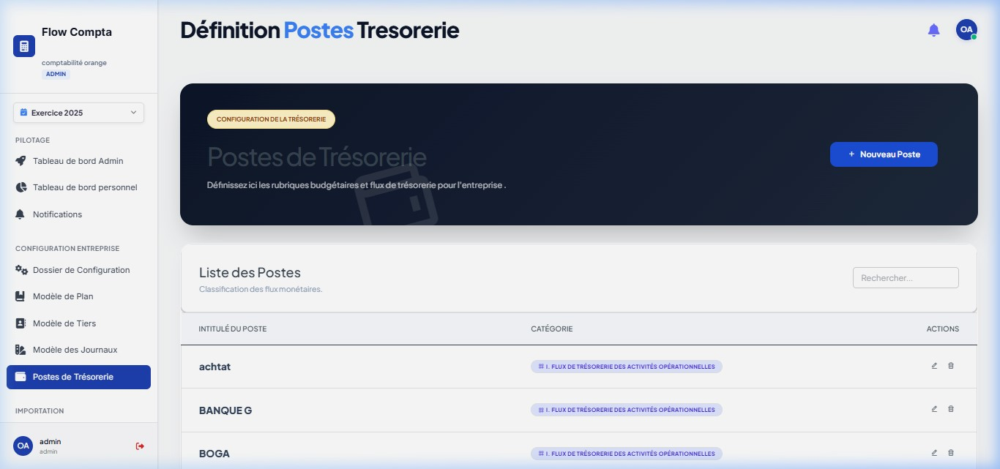 Flow Compta
comptabilité orange
ADMIN
Exercice 2025
PILOTAGE
Tableau de bord Admin
Tableau de bord personnel
Notifications
CONFIGURATION ENTREPRISE
Dossier de Configuration
Modèle de Plan
Modèle de Tiers
Modèle des Journaux
Postes de Trésorerie
IMPORTATION
OA
admin
admin
Définition Postes Tresorerie
OA
CONFIGURATION DE LA TRÉSORERIE
Postes de Trésorerie
Définissez ici les rubriques budgétaires et flux de trésorerie pour l'entreprise .
+ Nouveau Poste
Liste des Postes
Classification des flux monétaires.
Rechercher...
INTITULÉ DU POSTE CATÉGORIE ACTIONS
achtat I. FLUX DE TRÉSORERIE DES ACTIVITÉS OPÉRATIONNELLES
BANQUE G I. FLUX DE TRÉSORERIE DES ACTIVITÉS OPÉRATIONNELLES
BOGA I. FLUX DE TRÉSORERIE DES ACTIVITÉS OPÉRATIONNELLES